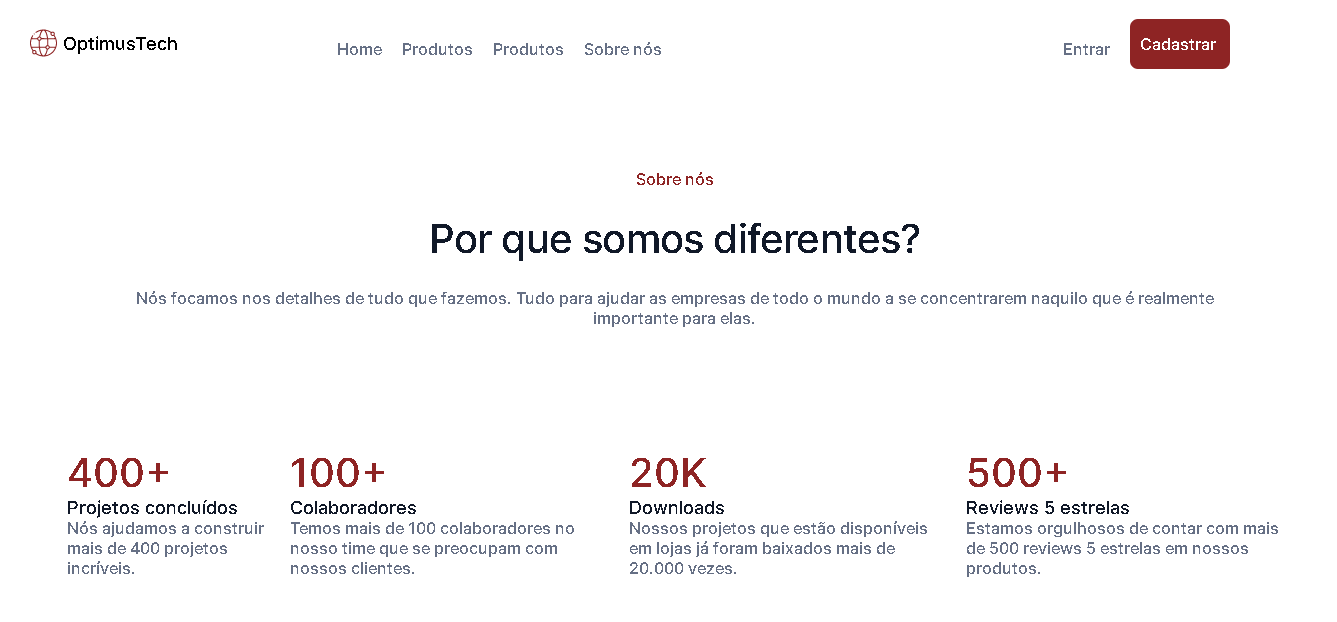 OptimusTech
Home Produtos Produtos Sobre nós
Entrar Cadastrar
Sobre nós
Por que somos diferentes?
Nós focamos nos detalhes de tudo que fazemos. Tudo para ajudar as empresas de todo o mundo a se concentrarem naquilo que é realmente
importante para elas.
400+
Projetos concluídos
Nós ajudamos a construir
mais de 400 projetos
incríveis.
100+
Colaboradores
Temos mais de 100 colaboradores no
nosso time que se preocupam com
nossos clientes.
20K
Downloads
Nossos projetos que estão disponíveis
em lojas já foram baixados mais de
20.000 vezes.
500+
Reviews 5 estrelas
Estamos orgulhosos de contar com mais
de 500 reviews 5 estrelas em nossos
produtos.